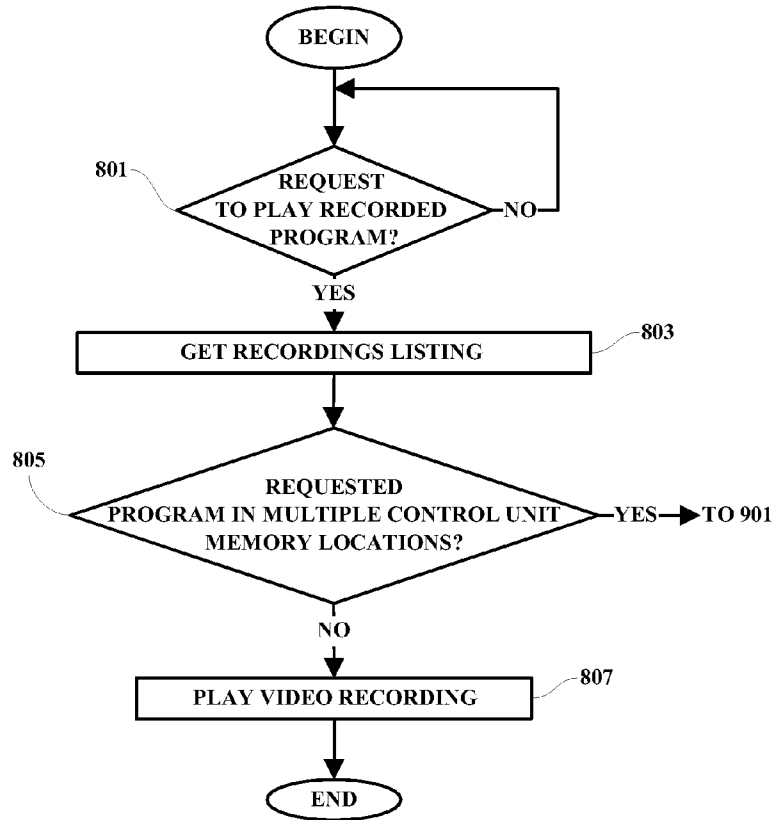 BEGIN
801
REQUEST
TO PLAY RECORDED
PROGRAM?
NO
YES
GET RECORDINGS LISTING
803
805
REQUESTED
PROGRAM IN MULTIPLE CONTROL UNIT
MEMORY LOCATIONS?
YES
TO 901
NO
PLAY VIDEO RECORDING
807
END